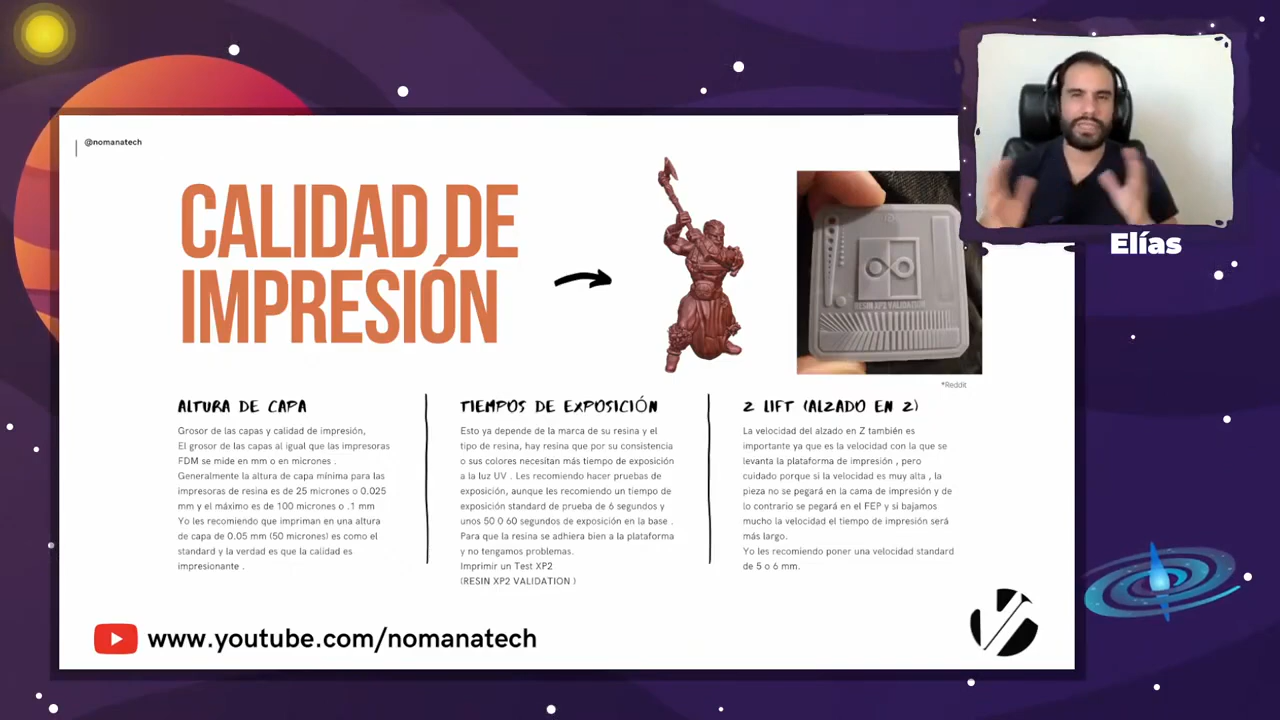 @nomanatech
CALIDAD DE
IMPRESIÓN
RESIN XP2 VALIDATION
*Reddit
Elías
ALTURA DE CAPA
Grosor de las capas y calidad de impresión,
El grosor de las capas al igual que las impresoras
FDM se mide en mm o en micrones .
Generalmente la altura de capa mínima para las
impresoras de resina es de 25 micrones o 0.025
mm y el máximo es de 100 micrones o .1 mm
Yo les recomiendo que impriman en una altura
de capa de 0.05 mm (50 micrones) es como el
standard y la verdad es que la calidad es
impresionante .
TIEMPOS DE EXPOSICIÓN
Esto ya depende de la marca de su resina y el
tipo de resina, hay resina que por su consistencia
o sus colores necesitan más tiempo de exposición
a la luz UV . Les recomiendo hacer pruebas de
exposición, aunque les recomiendo un tiempo de
exposición standard de prueba de 6 segundos y
unos 50 0 60 segundos de exposición en la base .
Para que la resina se adhiera bien a la plataforma
y no tengamos problemas.
Imprimir un Test XP2
(RESIN XP2 VALIDATION )
Z LIFT (ALZADO EN Z)
La velocidad del alzado en Z también es
importante ya que es la velocidad con la que se
levanta la plataforma de impresión , pero
cuidado porque si la velocidad es muy alta , la
pieza no se pegará en la cama de impresión y de
lo contrario se pegará en el FEP y si bajamos
mucho la velocidad el tiempo de impresión será
más largo.
Yo les recomiendo poner una velocidad standard
de 5 o 6 mm.
www.youtube.com/nomanatech